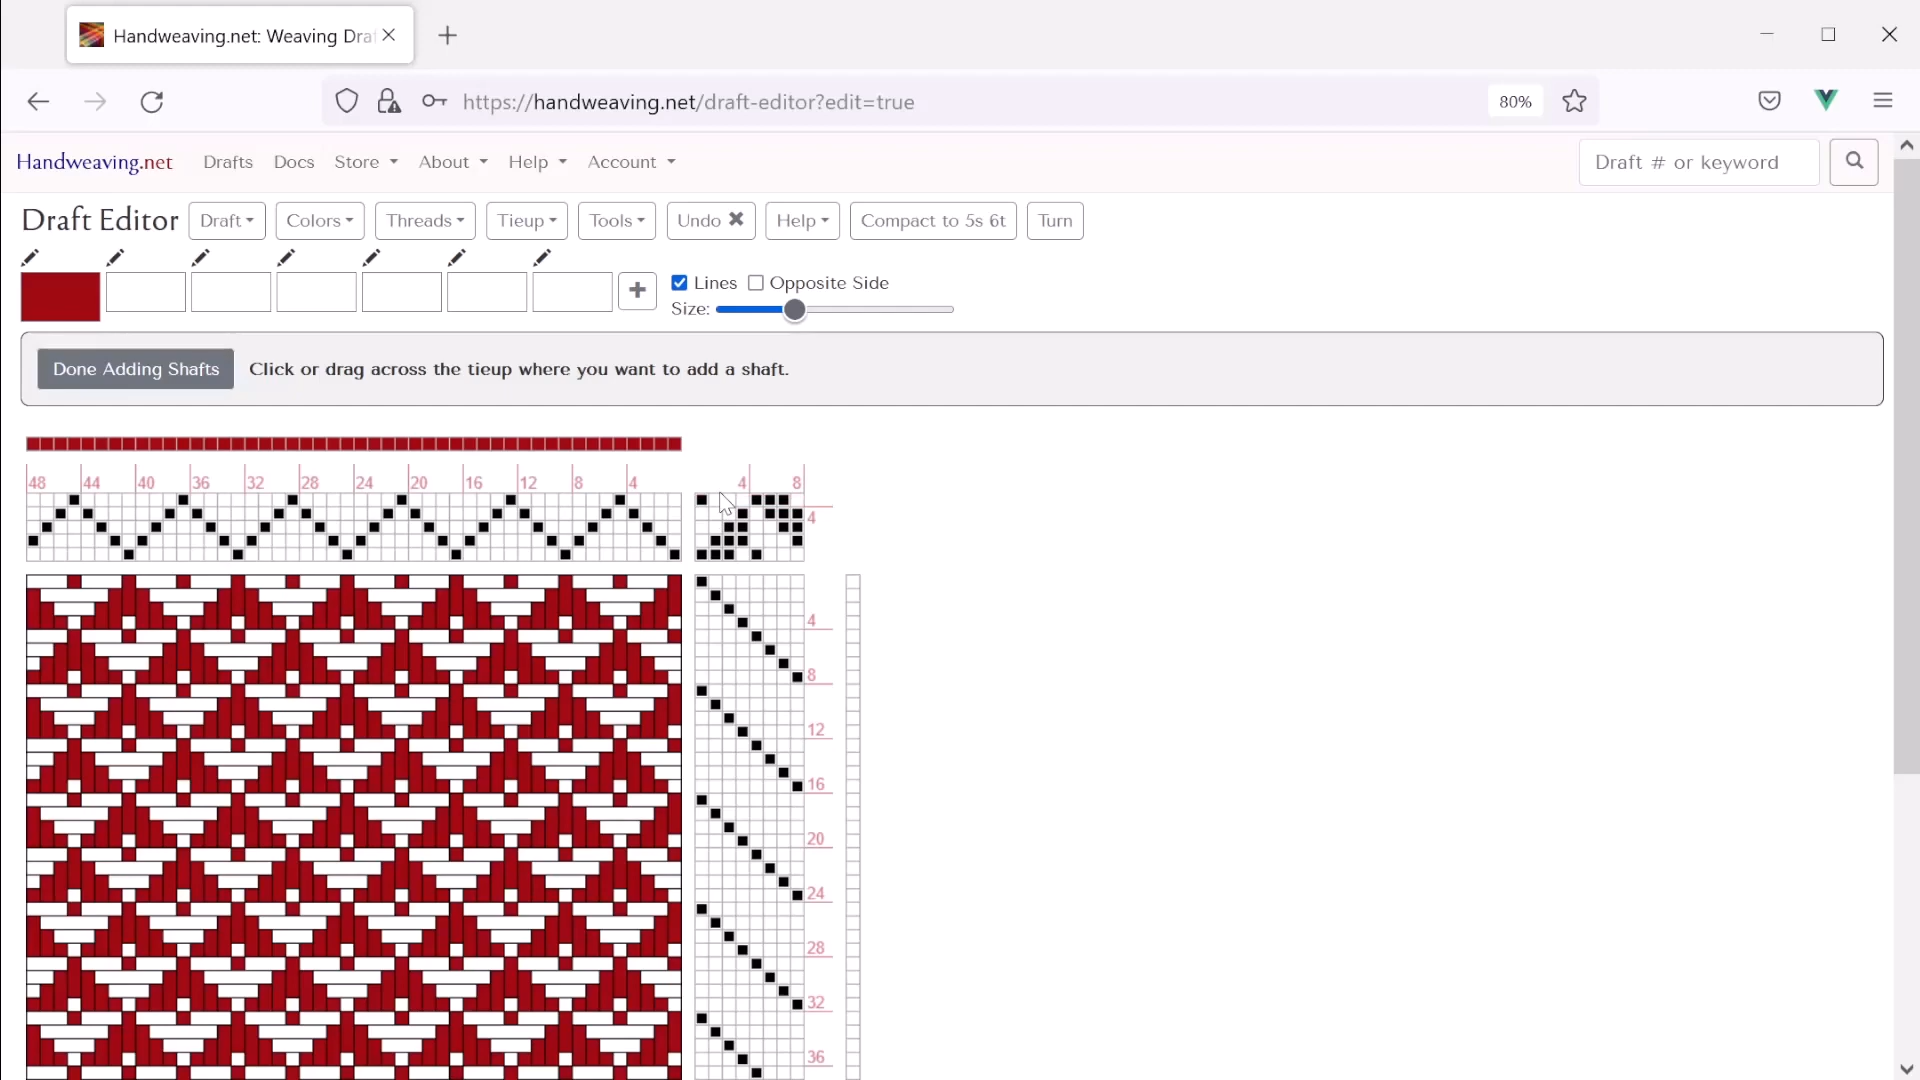 Handweaving.net: Weaving Dra
https://handweaving.net/draft-editor?edit=true
80%
Handweaving.net Drafts Docs Store About Help Account
Draft # or keyword
Draft Editor Draft Colors Threads Tieup Tools Undo Help Compact to 5s 6t Turn
Lines Opposite Side
Size:
Done Adding Shafts Click or drag across the tieup where you want to add a shaft.
48 44 40 36 32 28 24 20 16 12 8 4 4 8
4
4
8
12
16
20
24
28
32
36